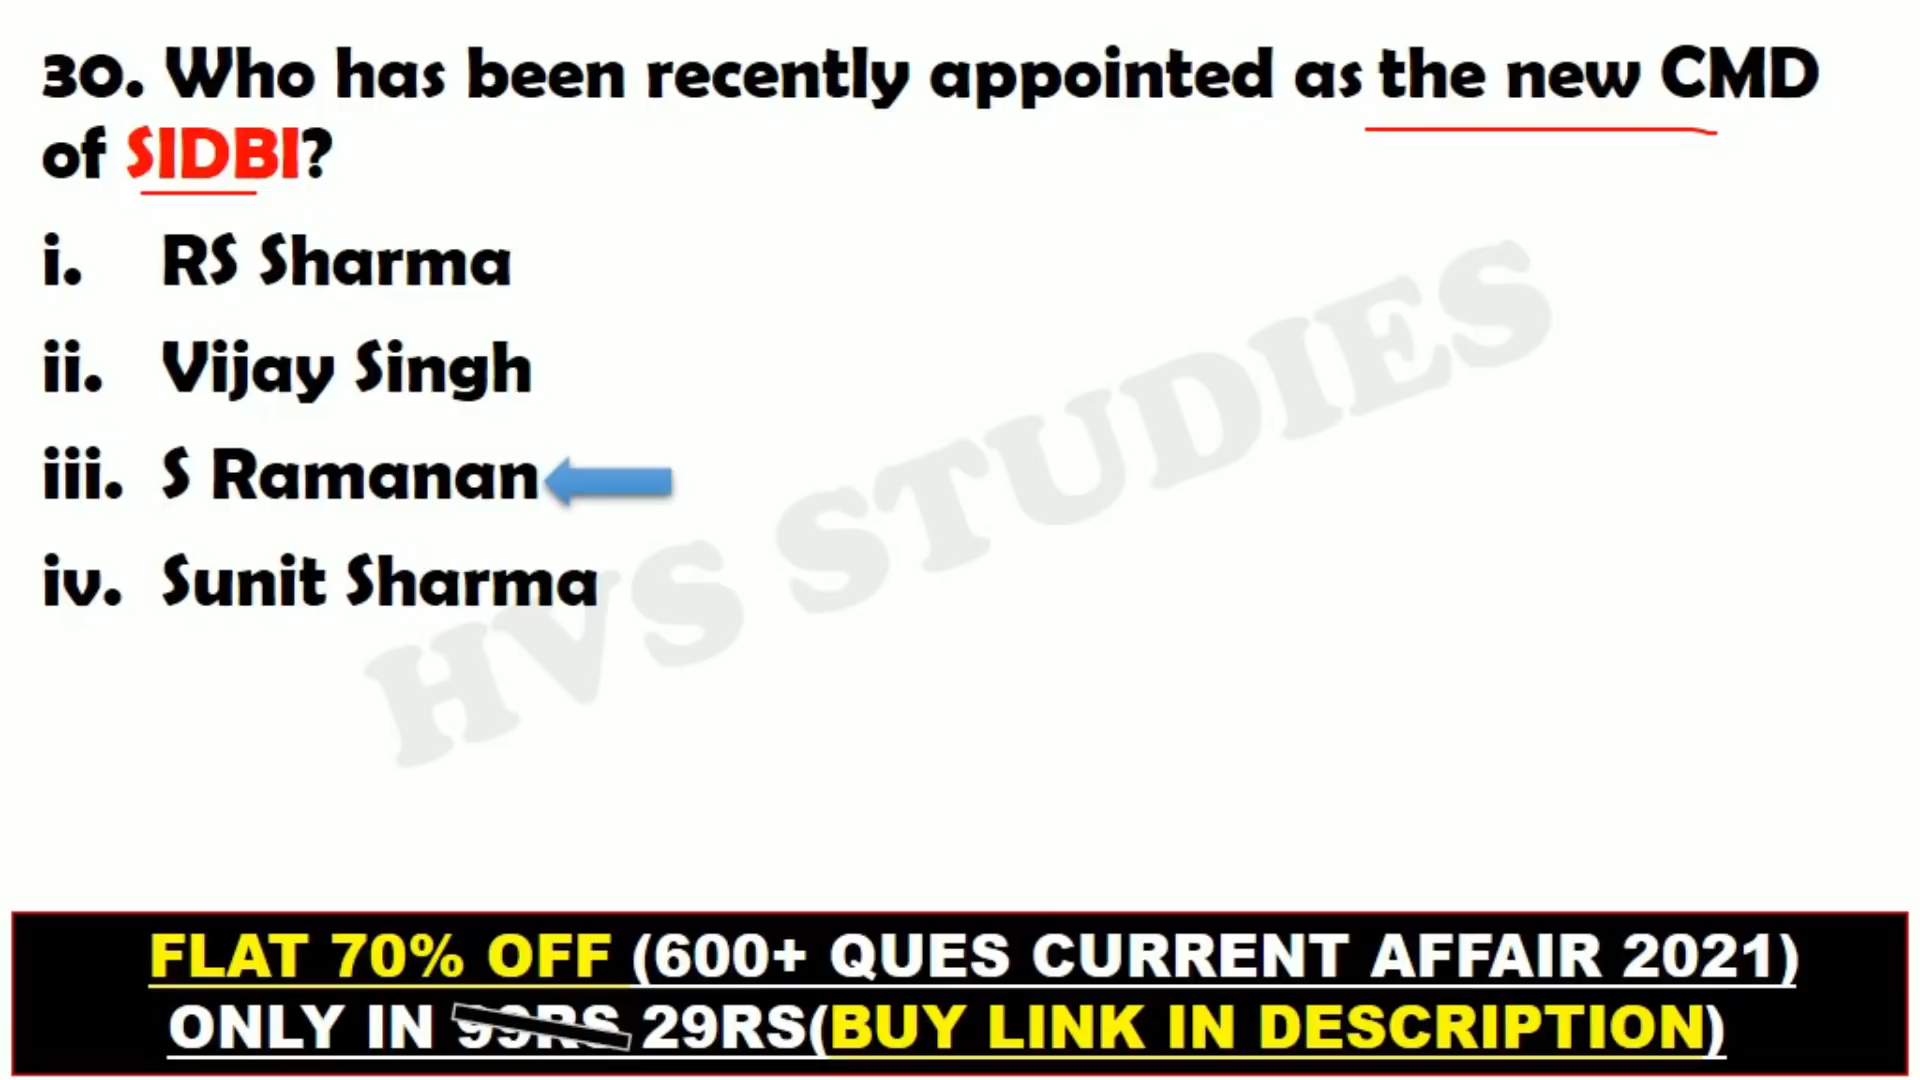 30. Who has been recently appointed as the new CMD
of SIDBI?
i. RS Sharma
ii. Vijay Singh
iii. S Ramanan
iv. Sunit Sharma
HVS STUDIES
FLAT 70% OFF (600+ QUES CURRENT AFFAIR 2021)
ONLY IN 99RS 29RS(BUY LINK IN DESCRIPTION)